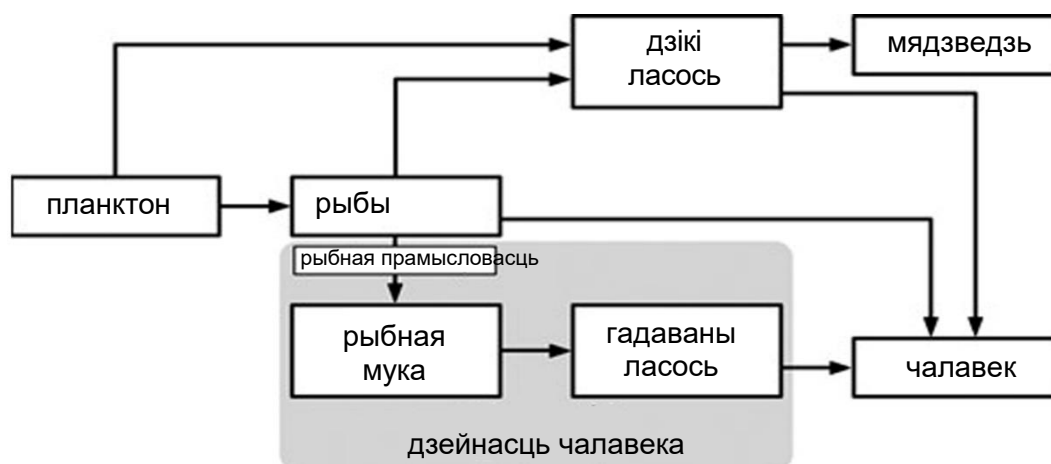 дзікі
ласось
мядзведзь
планктон
рыбы
рыбная прамысловасць
рыбная
мука
гадаваны
ласось
чалавек
дзейнасць чалавека